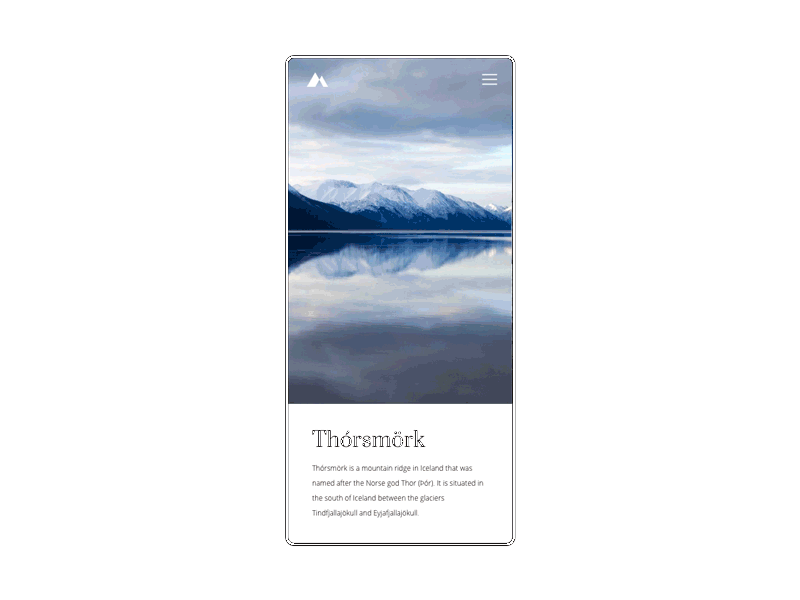 Thórsmörk
Thórsmörk is a mountain ridge in Iceland that was
named after the Norse god Thor (Þór). It is situated in
the south of Iceland between the glaciers
Tindfjallajökull and Eyjafjallajökull.